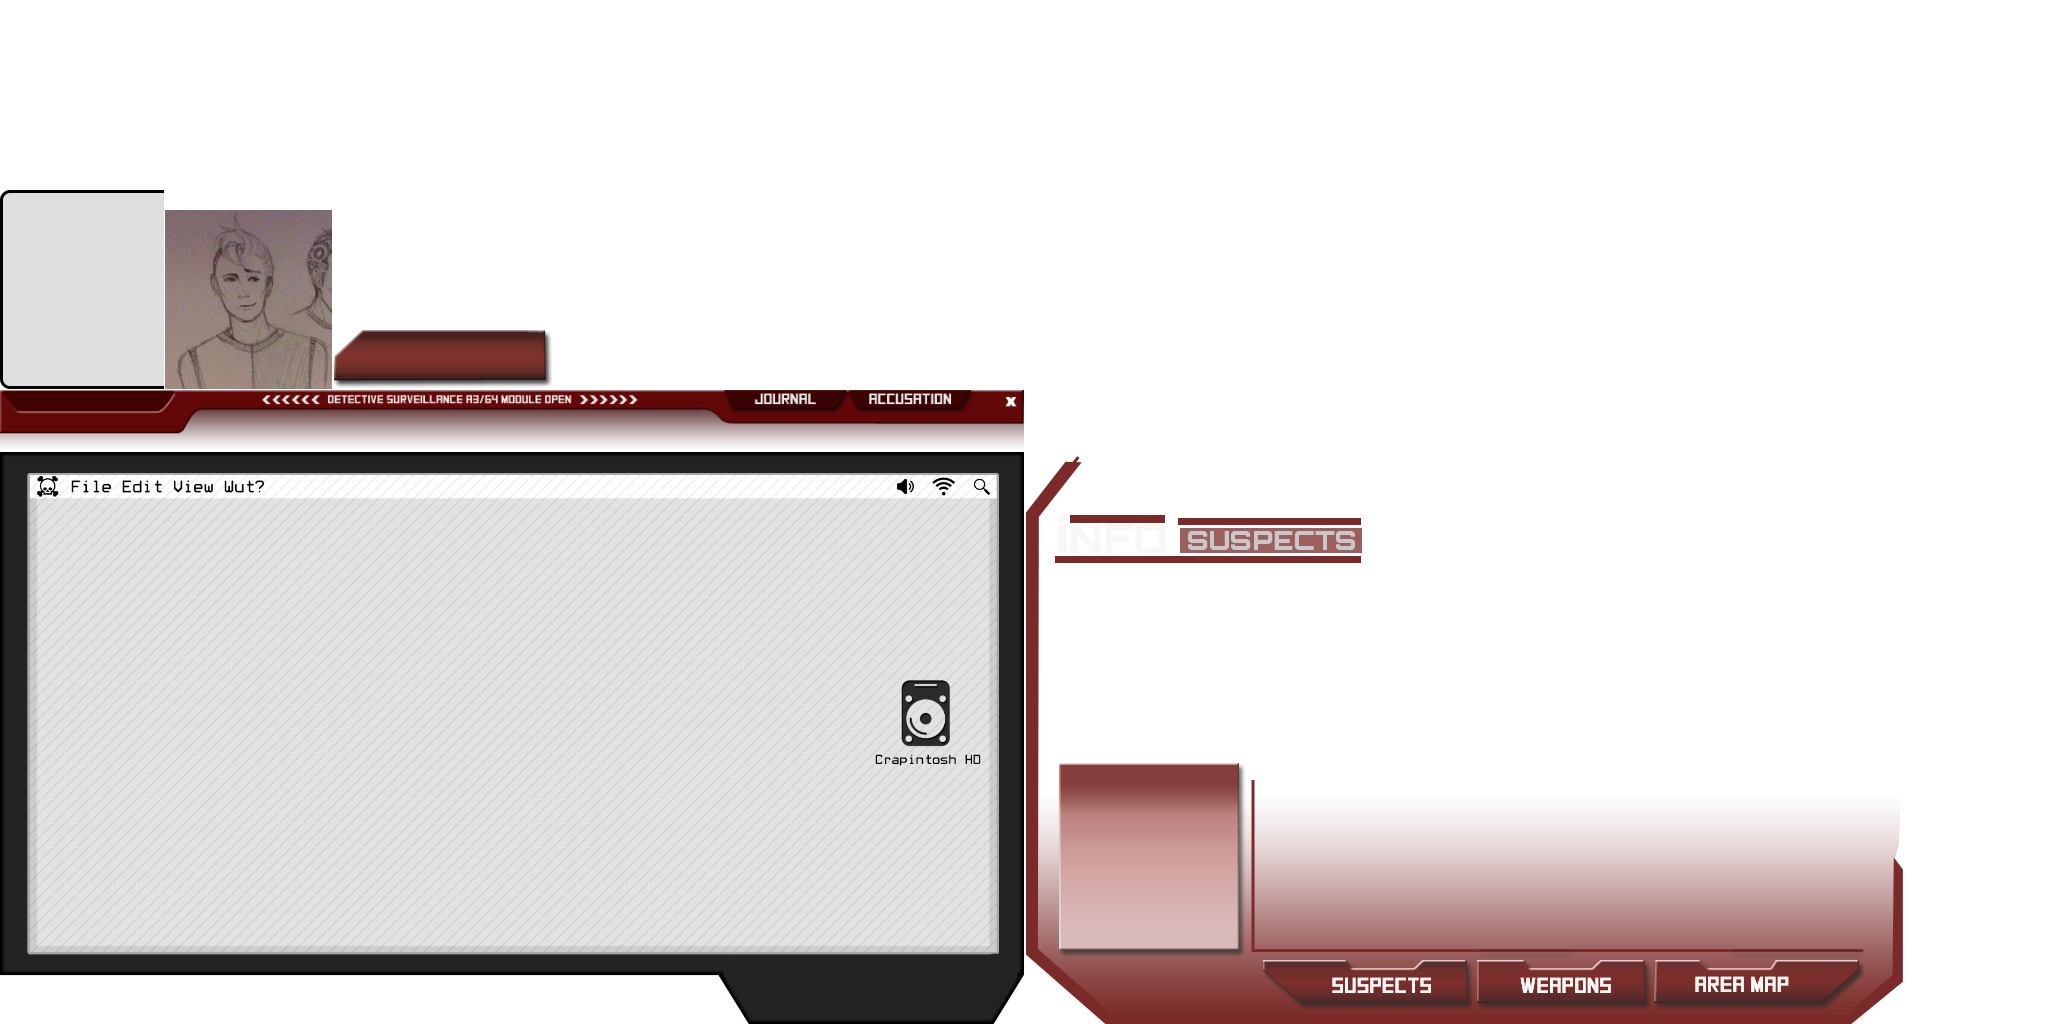 <<<<<< DETECTIVE SURVEILLANCE A3/64 MODULE OPEN >>>>>>
JOURNAL
ACCUSATION
X
File Edit View Wut?
Crapintosh HD
INFO SUSPECTS
SUSPECTS
WEAPONS
AREA MAP